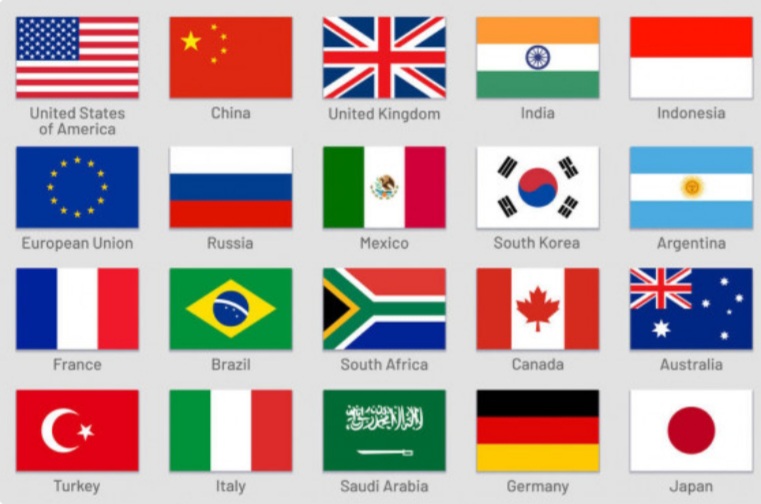 United States
of America
China
United Kingdom
India
Indonesia
European Union
Russia
Mexico
South Korea
Argentina
France
Brazil
South Africa
Canada
Australia
Turkey
Italy
Saudi Arabia
Germany
Japan